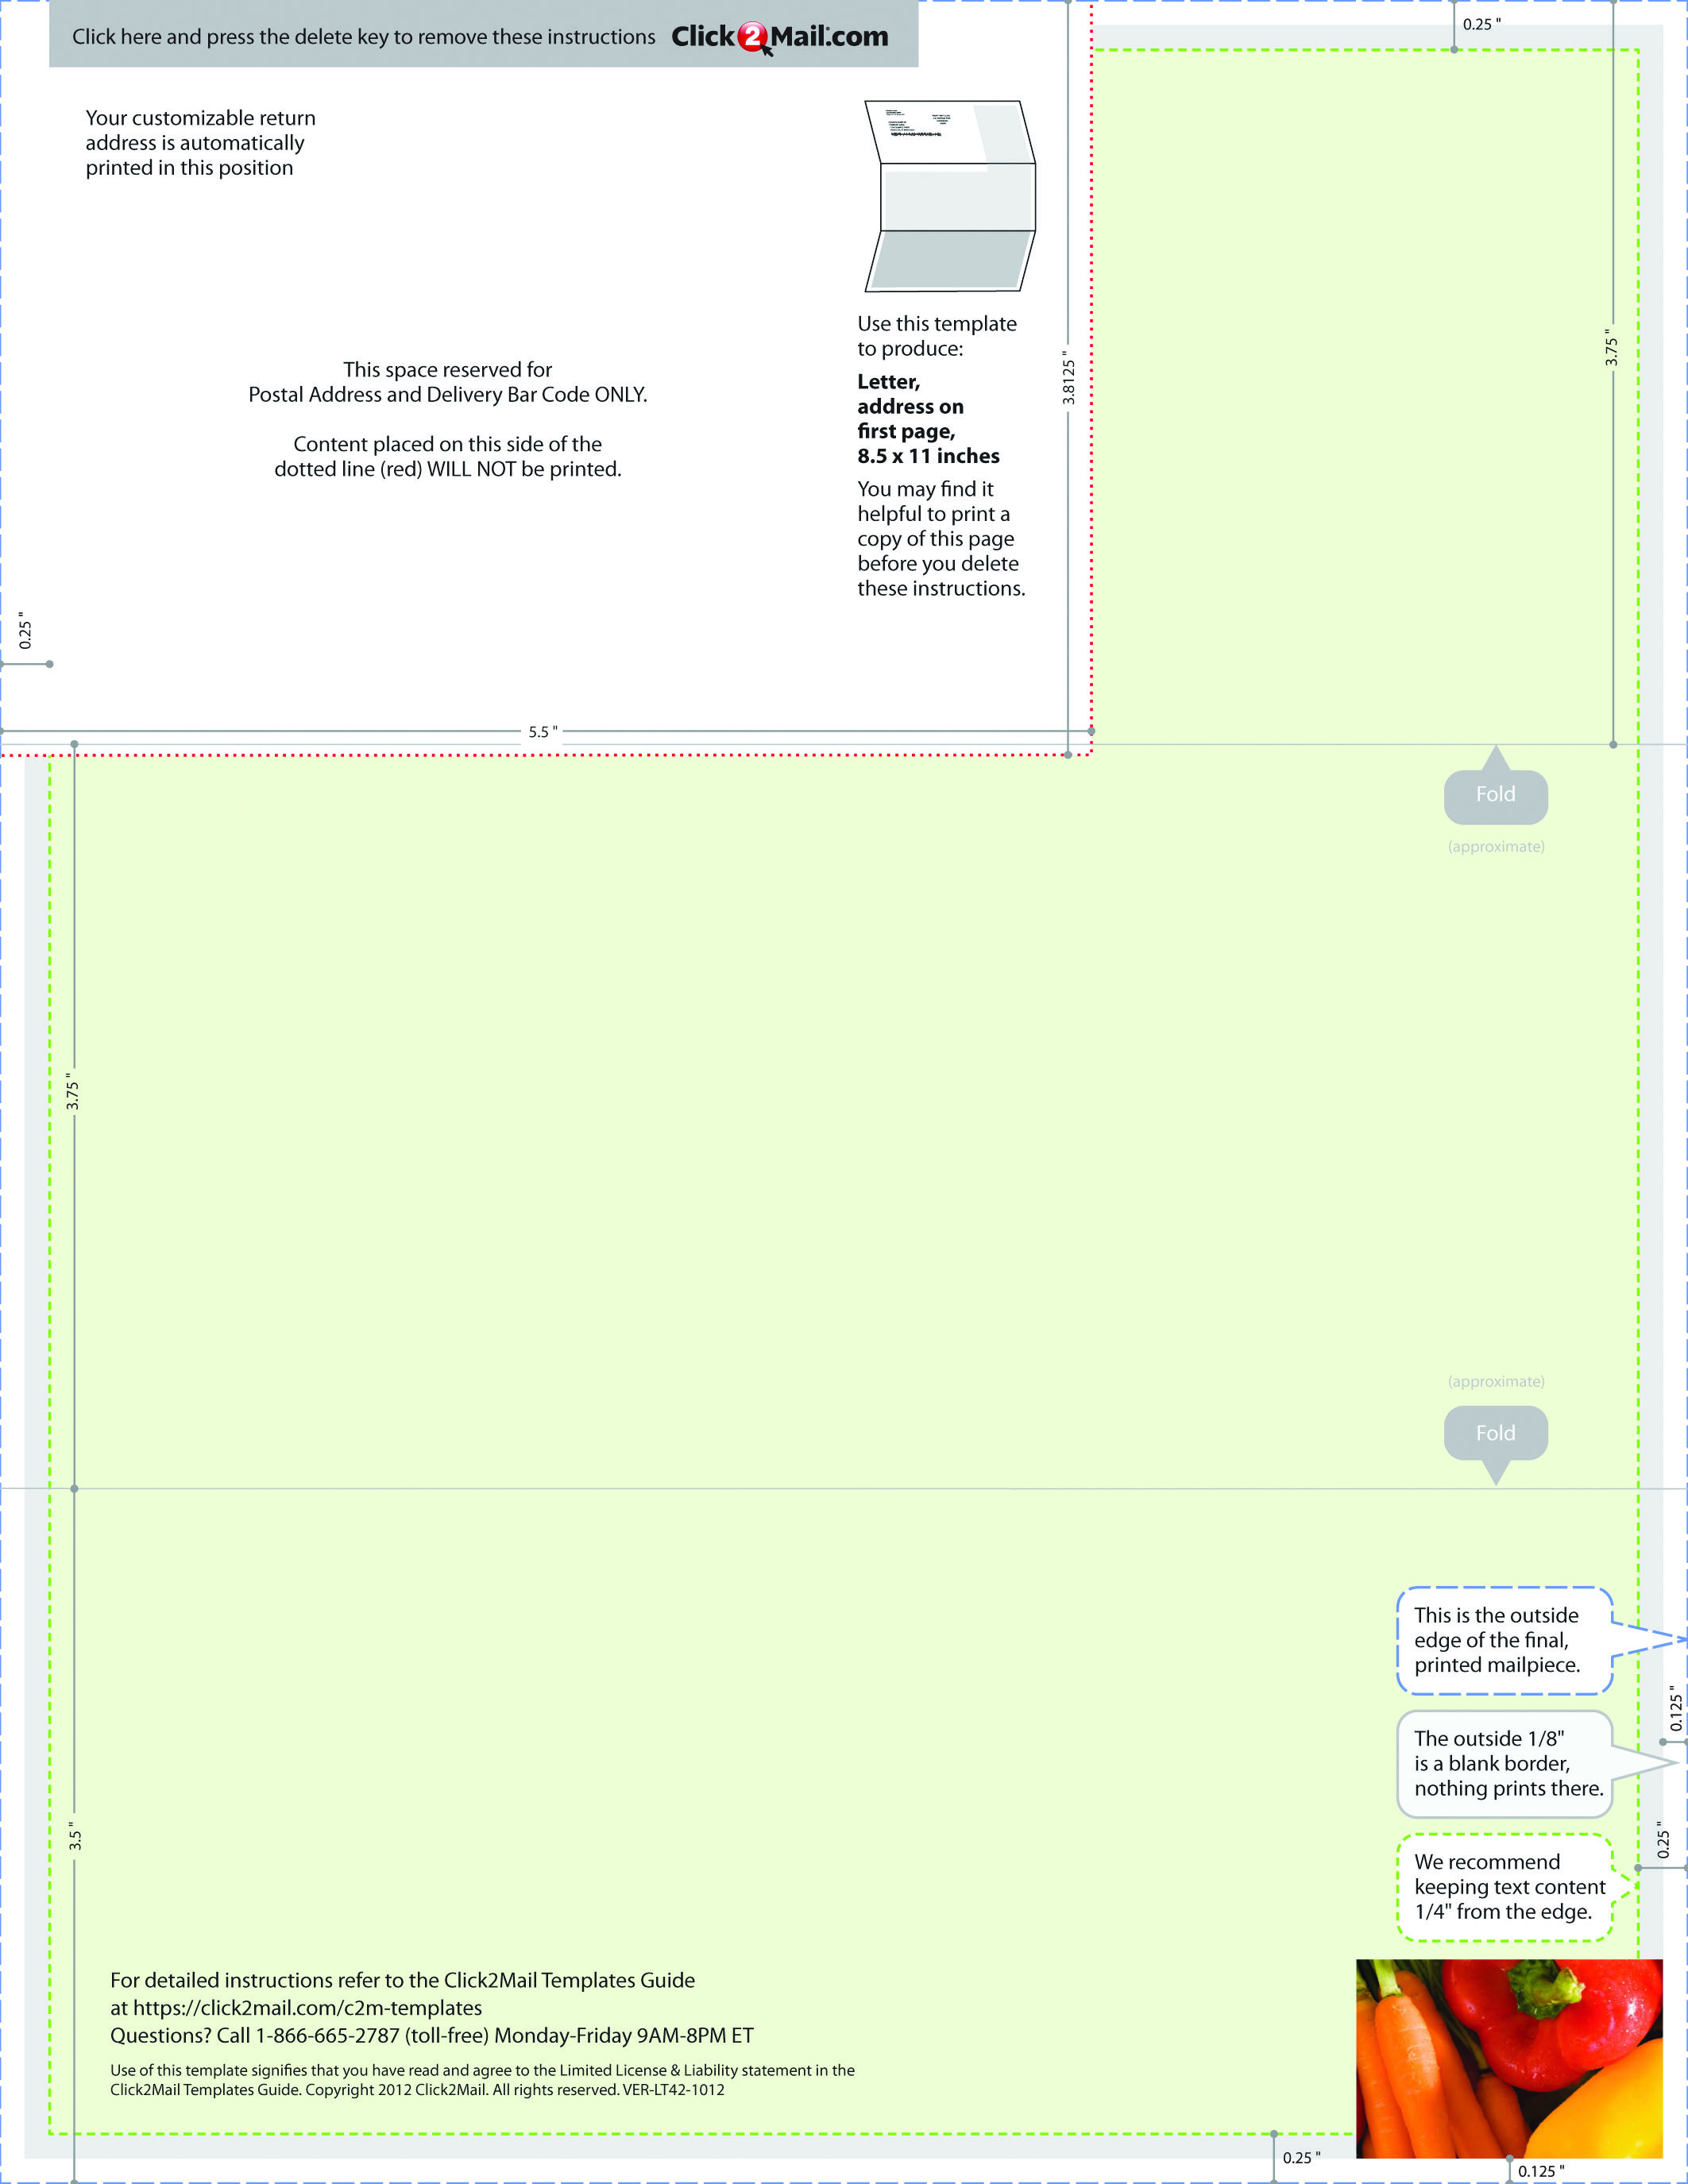 Click here and press the delete key to remove these instructions Click2Mail.com
0.25 "
Your customizable return
address is automatically
printed in this position
Use this template
to produce:
Letter,
address on
first page,
8.5 x 11 inches
You may find it
helpful to print a
copy of this page
before you delete
these instructions.
3.8125 "
3.75 "
This space reserved for
Postal Address and Delivery Bar Code ONLY.
Content placed on this side of the
dotted line (red) WILL NOT be printed.
0.25 "
5.5 "
Fold
(approximate)
3.75 "
(approximate)
Fold
This is the outside
edge of the final,
printed mailpiece.
0.125 "
The outside 1/8"
is a blank border,
nothing prints there.
3.5 "
0.25 "
We recommend
keeping text content
1/4" from the edge.
For detailed instructions refer to the Click2Mail Templates Guide
at https://click2mail.com/c2m-templates
Questions? Call 1-866-665-2787 (toll-free) Monday-Friday 9AM-8PM ET
Use of this template signifies that you have read and agree to the Limited License & Liability statement in the
Click2Mail Templates Guide. Copyright 2012 Click2Mail. All rights reserved. VER-LT42-1012
0.25 "
0.125 "